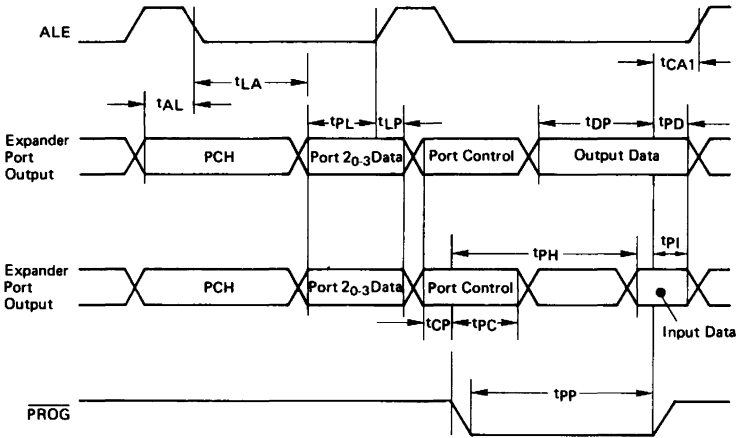 ALE
tCA1
tLA
tAL
tPL
tLP
tDP
tPD
Expander
Port
Output
PCH
Port 20-3Data
Port Control
Output Data
tPH
tPI
Expander
Port
Output
PCH
Port 20-3Data
Port Control
tCP
tPC
Input Data
tPP
PROG